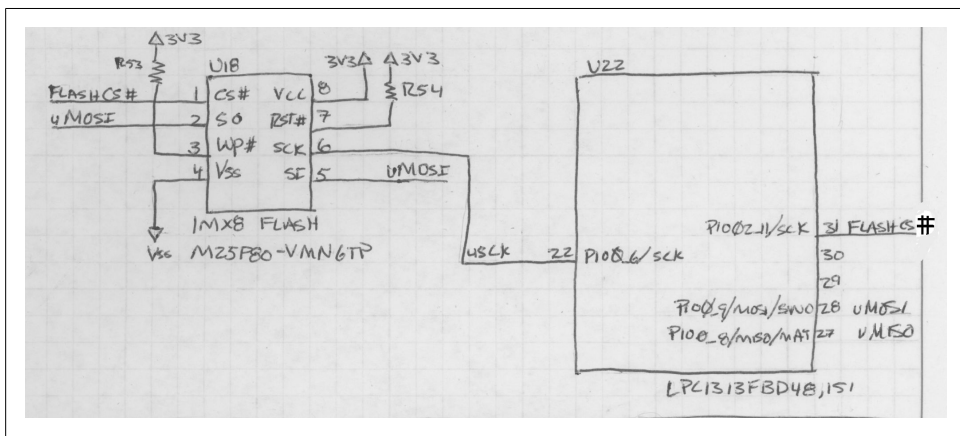 3V3
R53
U18
3V3 3V3
U22
R54
FLASHCS# 1 CS# VCC 8
uMOSI 2 SO RST# 7
3 WP# SCK 6
4 VSS SI 5 uMOSI
1MX8 FLASH
VSS M25P80-VMN6TP
uSCK 22 PIO0_6/SCK
PIO02_11/SCK 31 FLASHCS#
30
29
PIO0_9/MOSI/SWO 28 uMOSI
PIO0_8/MISO/MAT 27 uMISO
LPC1313FBD48,151